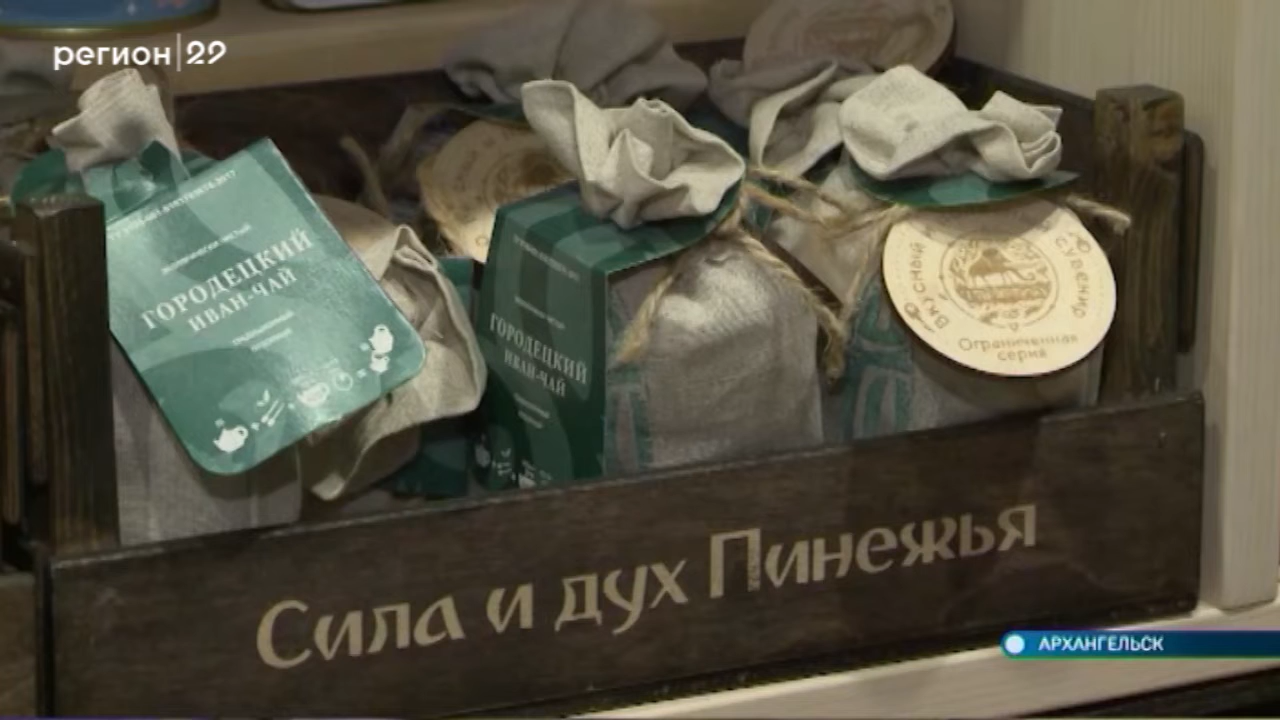 регион|29
ГОРОДЕЦКИЙ
ИВАН-ЧАЙ
ГОРОДЕЦКИЙ
ИВАН-ЧАЙ
Вкусный сувенир
Ограниченная
серия
Сила и дух Пинежья
АРХАНГЕЛЬСК